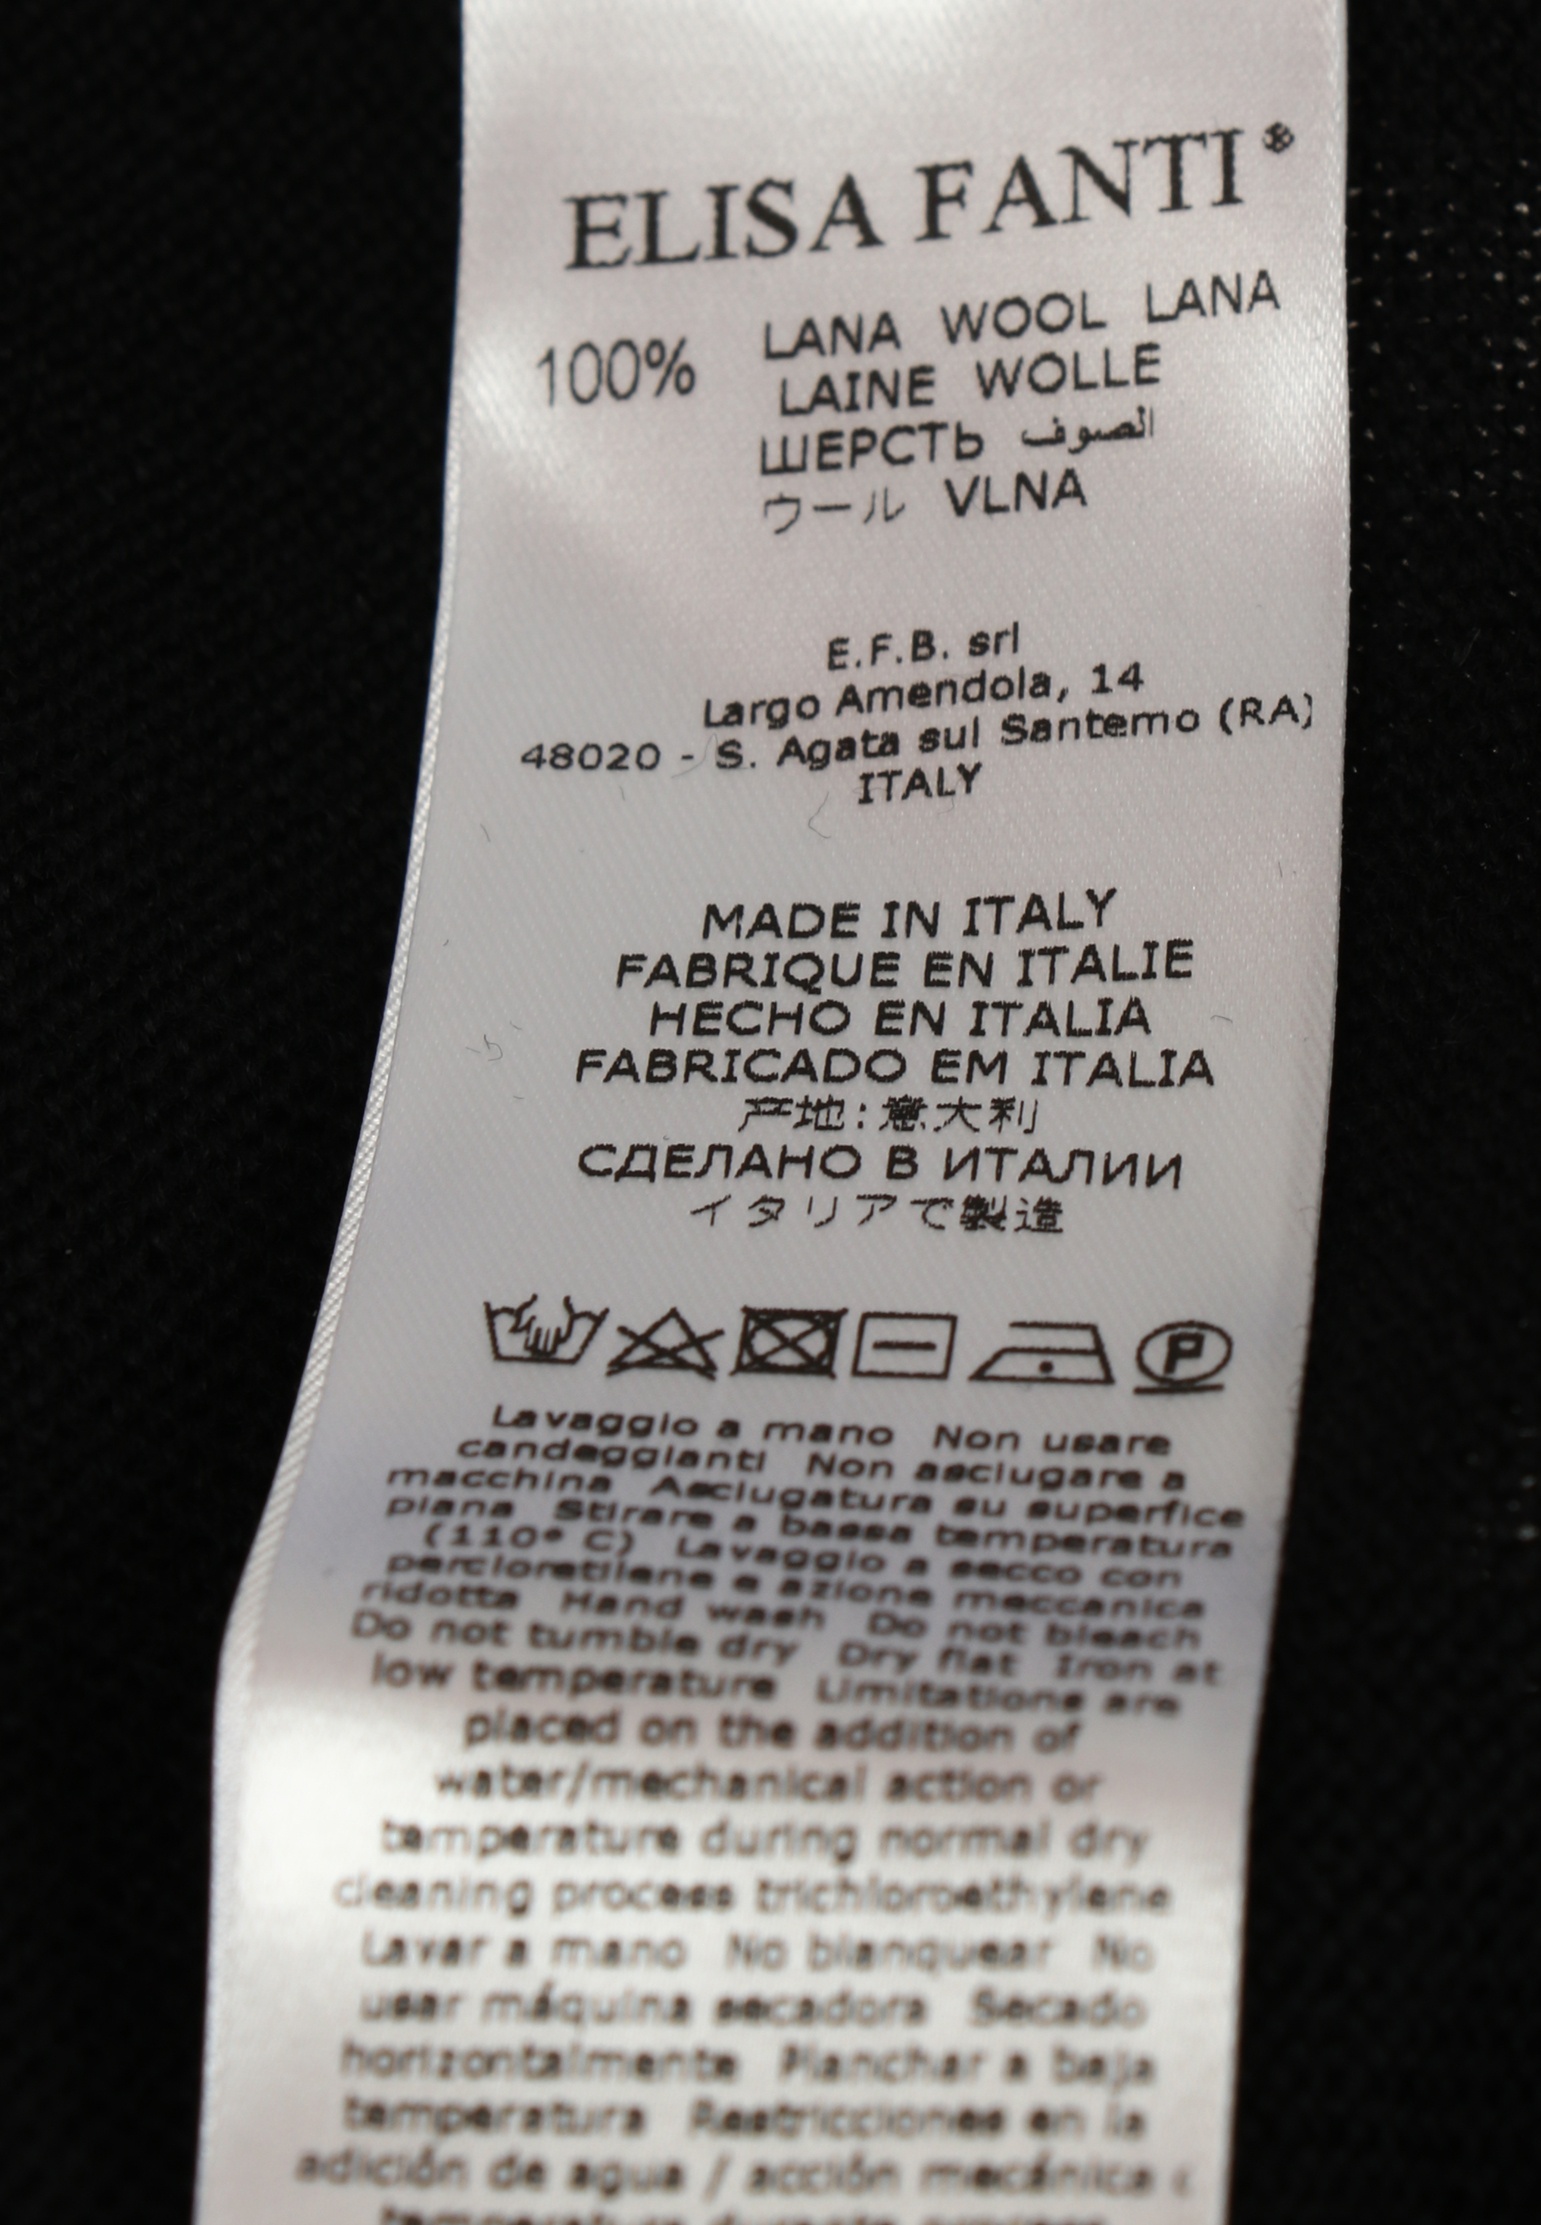 ELISA FANTI®
100% LANA WOOL LANA
LAINE WOLLE
ШЕРСТЬ الصوف
ウール VLNA
E.F.B. srl
Largo Amendola, 14
48020 - S. Agata sul Santerno (RA)
ITALY
MADE IN ITALY
FABRIQUE EN ITALIE
HECHO EN ITALIA
FABRICADO EM ITALIA
产地:意大利
СДЕЛАНО В ИТАЛИИ
イタリアで製造
P
Lavaggio a mano Non usare
candeggianti Non asciugare a
macchina Asciugatura su superfice
piana Stirare a bassa temperatura
(110° C) Lavaggio a secco con
percloretilene e azione meccanica
ridotta Hand wash Do not bleach
Do not tumble dry Dry flat Iron at
low temperature Limitations are
placed on the addition of
water/mechanical action or
temperature during normal dry
cleaning process trichloroethylene
Lavar a mano No blanquear No
usar máquina secadora Secado
horizontalmente Planchar a baja
temperatura Restricciones en la
adición de agua / acción mecánica